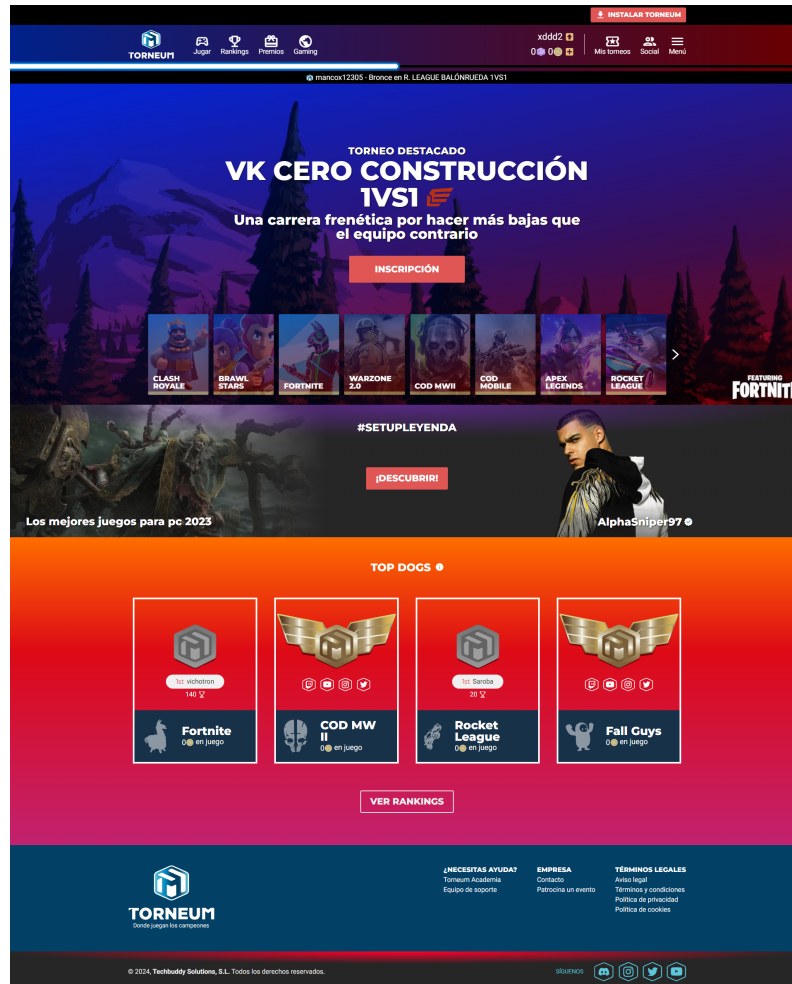 INSTALAR TORNEUM
TORNEUM
Jugar
Rankings
Premios
Gaming
xddd2
0 0
Mis torneos
Social
Menú
mancox12305 - Bronce en R. LEAGUE BALÓNRUEDA 1VS1
TORNEO DESTACADO
VK CERO CONSTRUCCIÓN
1VS1
Una carrera frenética por hacer más bajas que
el equipo contrario
INSCRIPCIÓN
CLASH
ROYALE
BRAWL
STARS
FORTNITE
WARZONE
2.0
COD MWII
COD
MOBILE
APEX
LEGENDS
ROCKET
LEAGUE
FEATURING
FORTNIT
#SETUPLEYENDA
¡DESCUBRIR!
Los mejores juegos para pc 2023
AlphaSniper97
TOP DOGS
1st vichotron
140
Fortnite
0 en juego
COD MW
II
0 en juego
1st Saroba
20
Rocket
League
0 en juego
Fall Guys
0 en juego
VER RANKINGS
TORNEUM
Donde juegan los campeones
¿NECESITAS AYUDA?
Torneum Academia
Equipo de soporte
EMPRESA
Contacto
Patrocina un evento
TÉRMINOS LEGALES
Aviso legal
Términos y condiciones
Política de privacidad
Política de cookies
© 2024, Techbuddy Solutions, S.L. Todos los derechos reservados.
SÍGUENOS